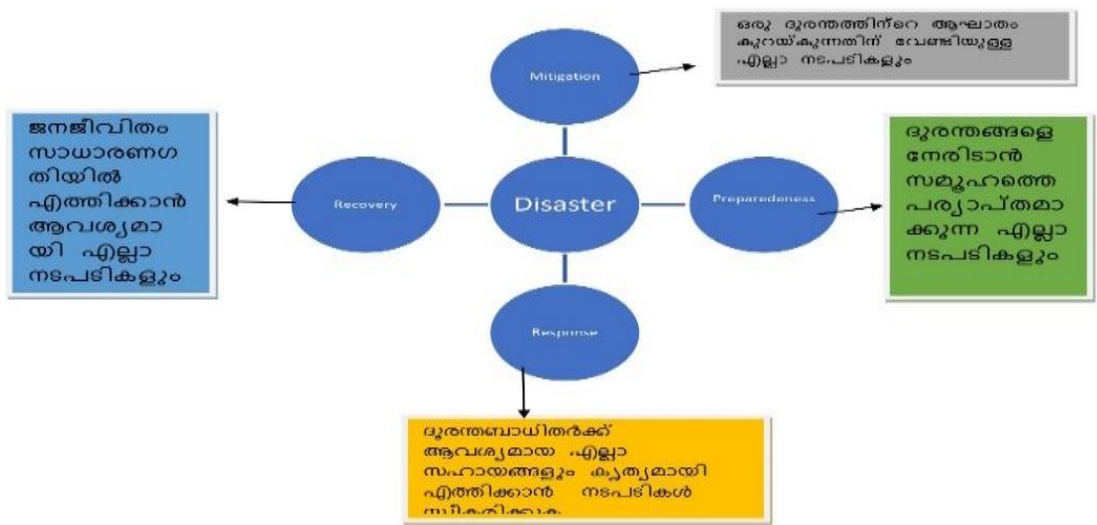 ഒരു ദുരന്തത്തിന്റെ ആഘാതം
കുറയ്കുന്നതിന് വേണ്ടിയുള്ള
എല്ലാ നടപടികളും
Mitigation
ജനജീവിതം
സാധാരണഗ
തിയിൽ
എത്തിക്കാൻ
ആവശ്യമാ
യി എല്ലാ
നടപടികളും
Recovery
Disaster
Preparedeness
ദുരന്തങ്ങളെ
നേരിടാൻ
സമൂഹത്തെ
പര്യാപ്തമാ
ക്കുന്ന എല്ലാ
നടപടികളും
Response
ദുരന്തബാധിതർക്ക്
ആവശ്യമായ എല്ലാ
സഹായങ്ങളും കൃത്യമായി
എത്തിക്കാൻ നടപടികൾ
സ്വീകരിക്കുക